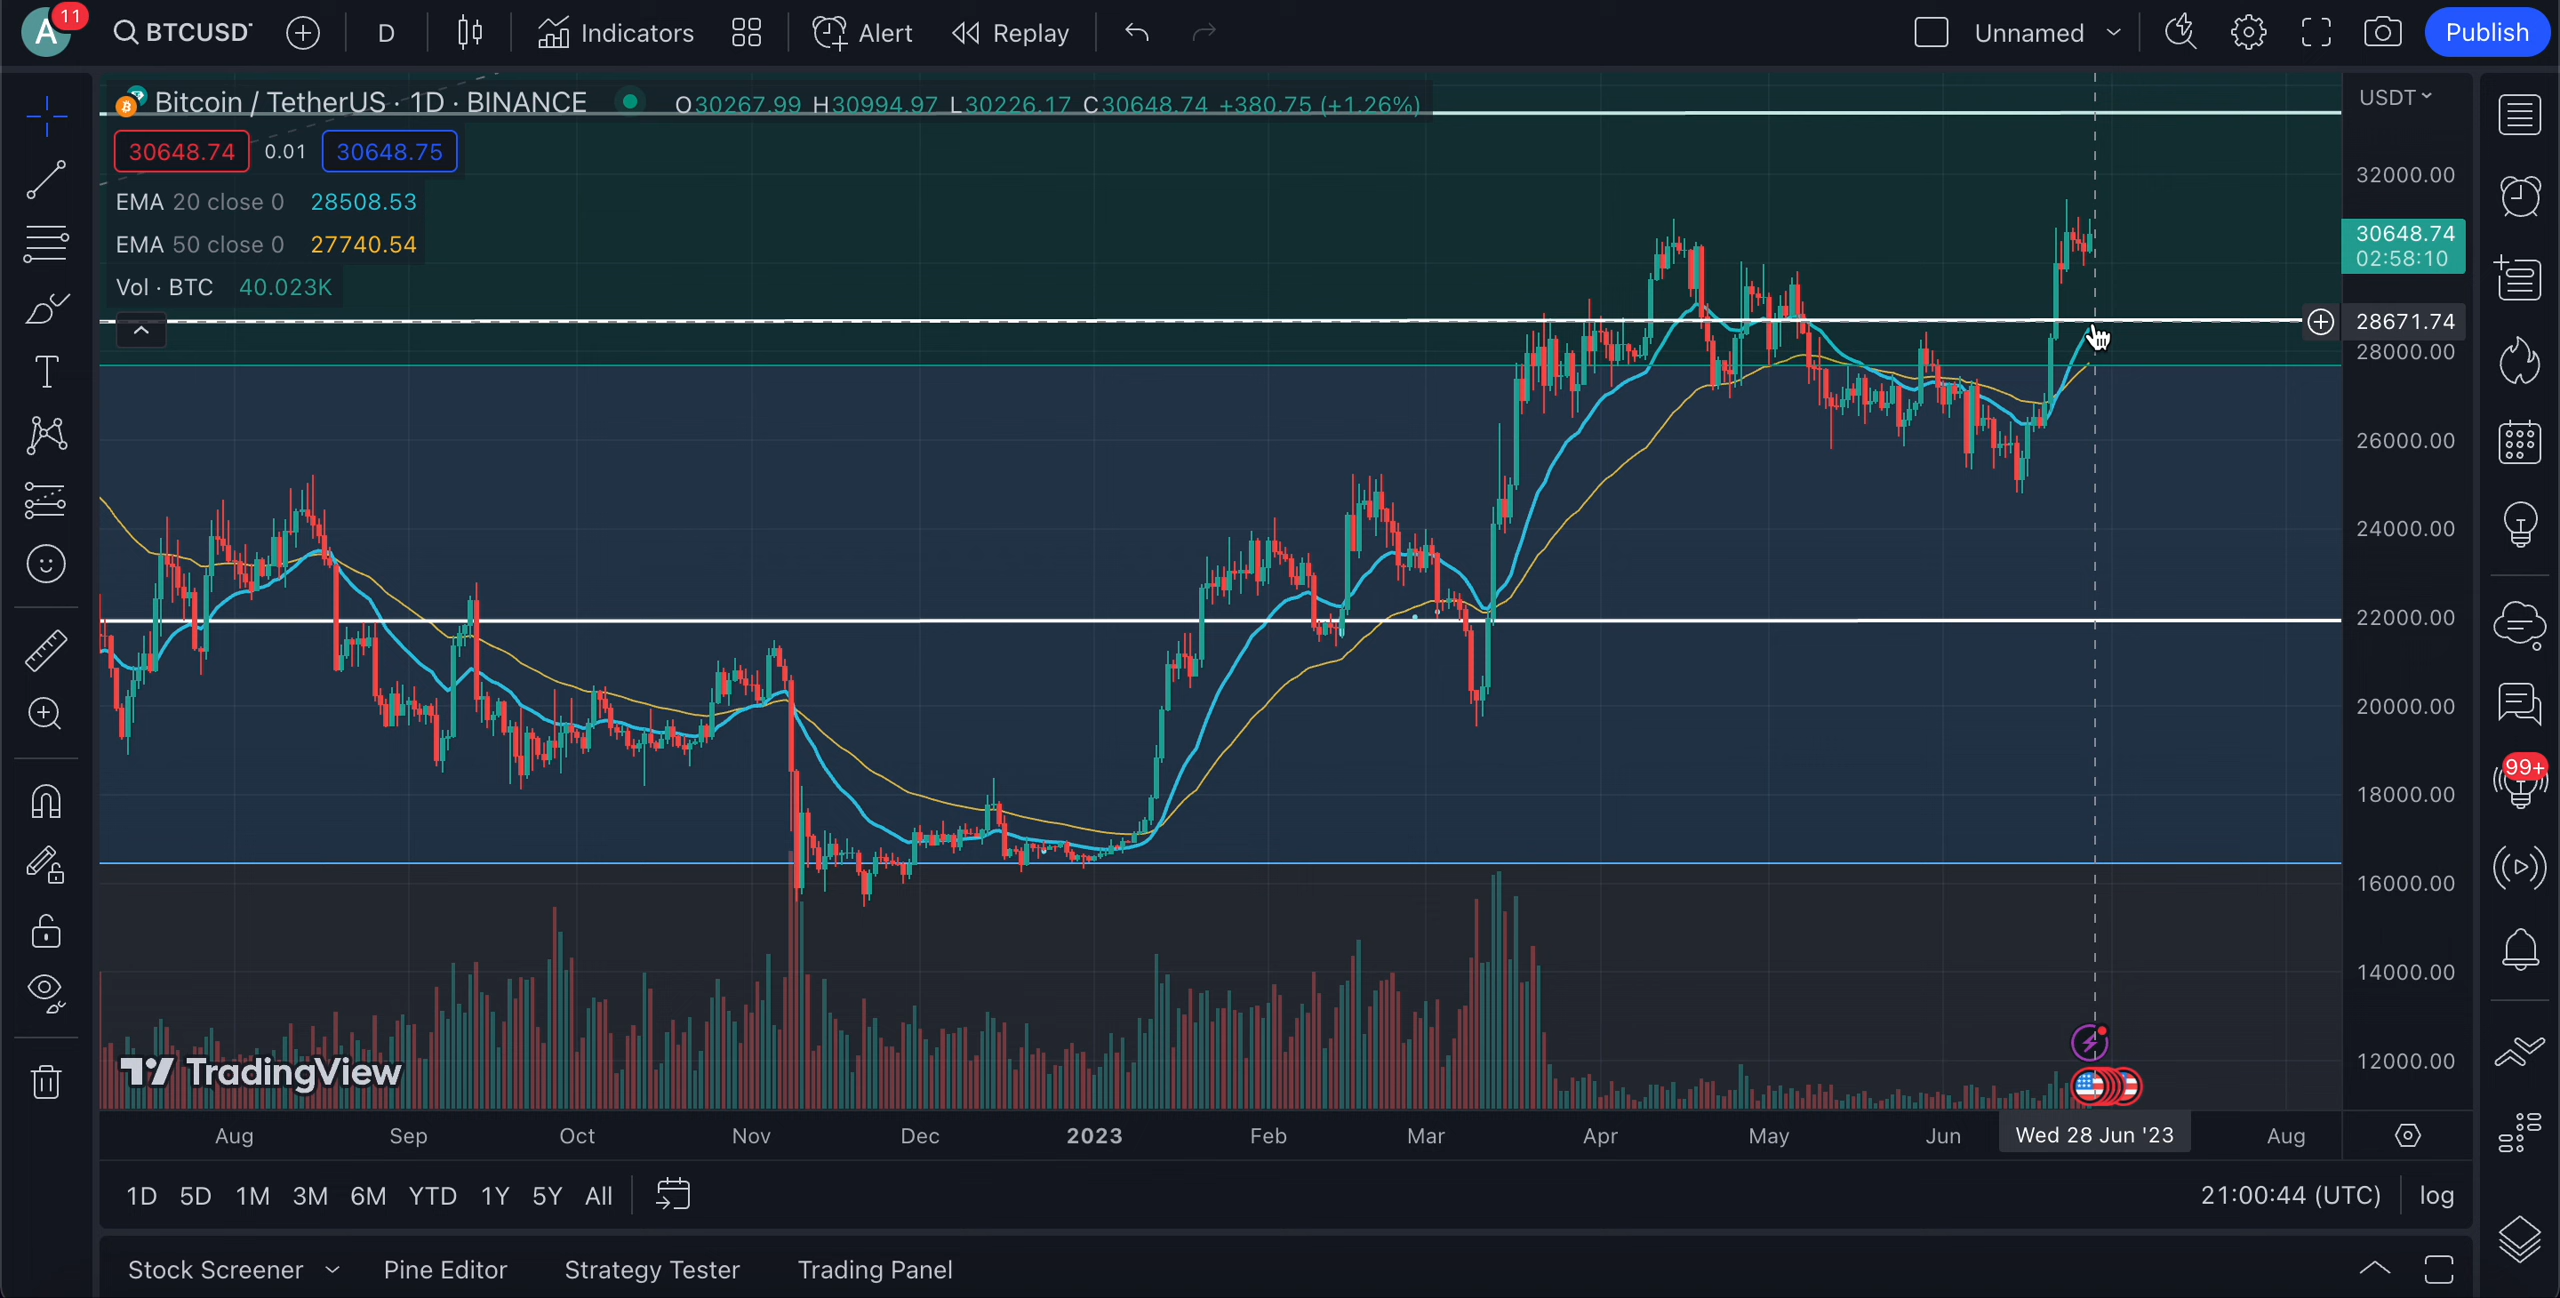 A 11 BTCUSDT D Indicators Alert Replay Unnamed Publish
Bitcoin / TetherUS · 1D · BINANCE O30267.99 H30994.97 L30226.17 C30648.74 +380.75 (+1.26%)
USDT
30648.74 0.01 30648.75
EMA 20 close 0 28508.53
EMA 50 close 0 27740.54
Vol · BTC 40.023K
32000.00
30648.74
02:58:10
28671.74
28000.00
26000.00
24000.00
22000.00
20000.00
18000.00
16000.00
14000.00
12000.00
99+
TradingView
Aug Sep Oct Nov Dec 2023 Feb Mar Apr May Jun Wed 28 Jun '23 Aug
1D 5D 1M 3M 6M YTD 1Y 5Y All 21:00:44 (UTC) log
Stock Screener Pine Editor Strategy Tester Trading Panel